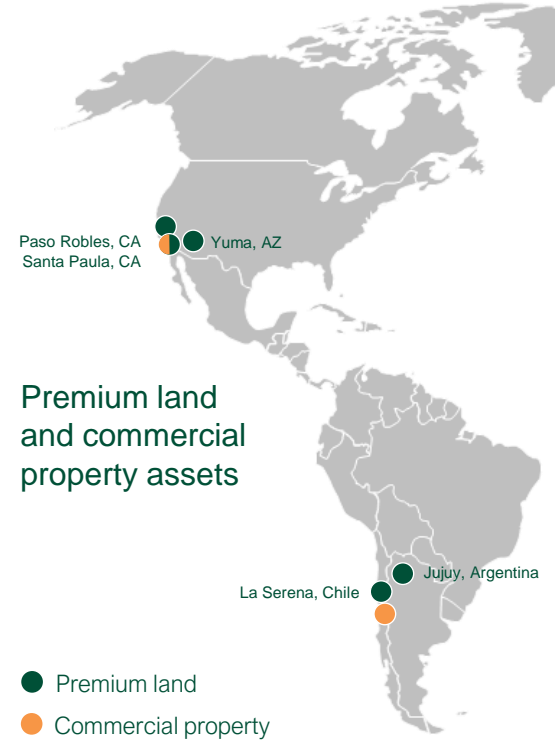 Paso Robles, CA
Santa Paula, CA
Yuma, AZ
Premium land
and commercial
property assets
Jujuy, Argentina
La Serena, Chile
Premium land
Commercial property